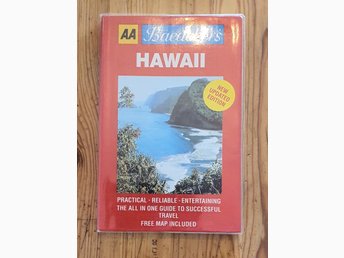 AA Baedeker's
HAWAII
NEW
UPDATED
EDITION
PRACTICAL · RELIABLE · ENTERTAINING
THE ALL IN ONE GUIDE TO SUCCESSFUL
TRAVEL
FREE MAP INCLUDED